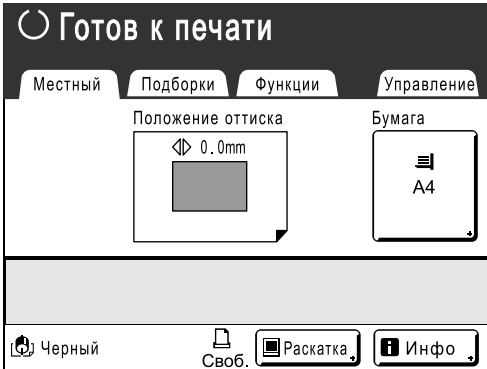 Готов к печати
Местный Подборки Функции Управление
Положение оттиска Бумага
0.0mm
A4
Черный Своб. Раскатка Инфо